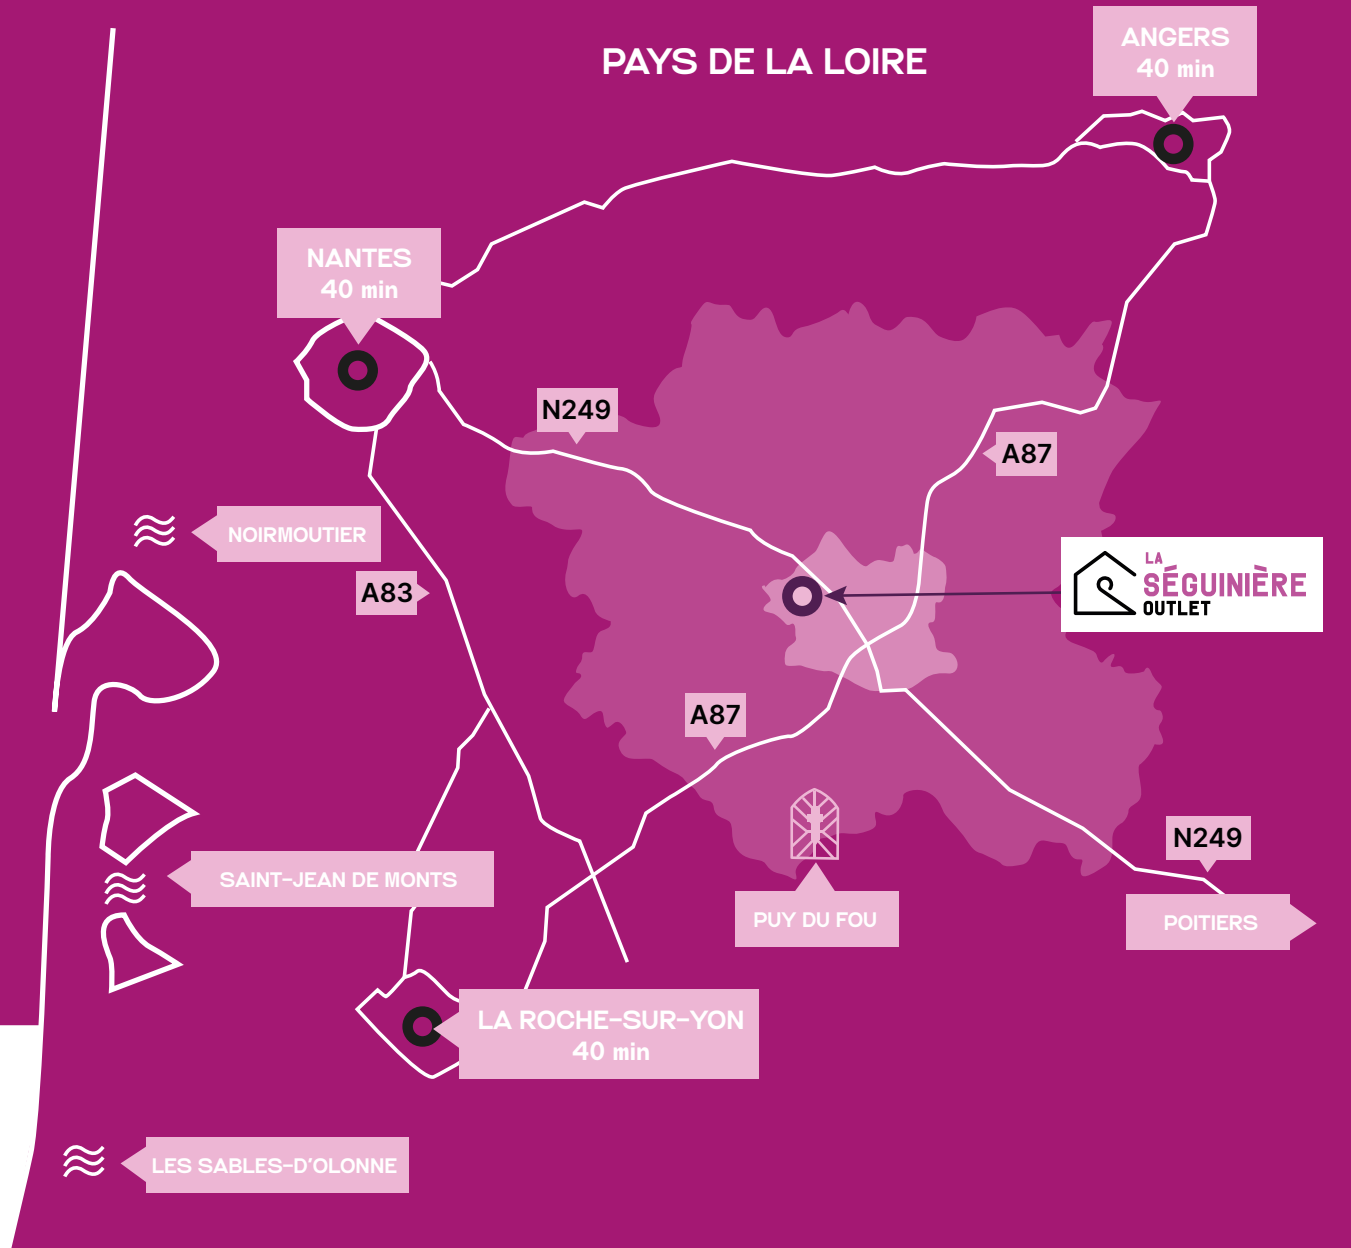 PAYS DE LA LOIRE
ANGERS
40 min
NANTES
40 min
N249
A87
NOIRMOUTIER
A83
LA
SÉGUINIÈRE
OUTLET
A87
N249
SAINT-JEAN DE MONTS
PUY DU FOU
POITIERS
LA ROCHE-SUR-YON
40 min
LES SABLES-D'OLONNE